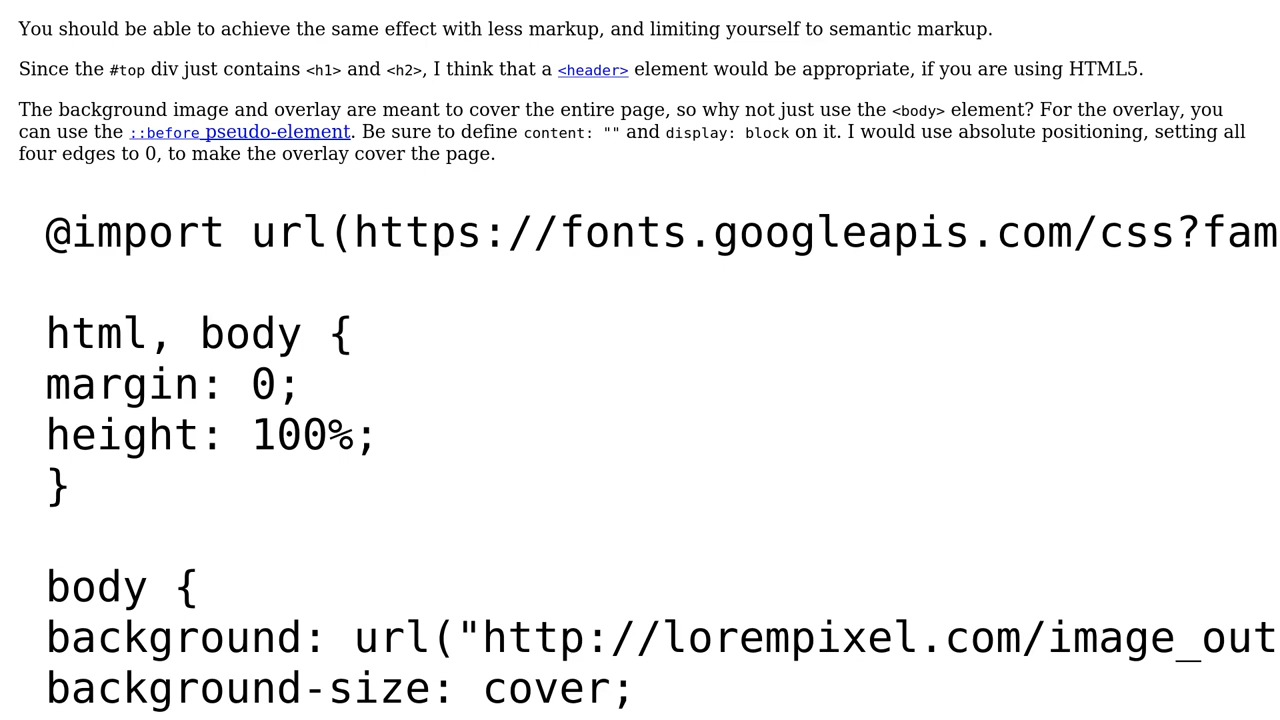 You should be able to achieve the same effect with less markup, and limiting yourself to semantic markup.
Since the #top div just contains <h1> and <h2>, I think that a <header> element would be appropriate, if you are using HTML5.
The background image and overlay are meant to cover the entire page, so why not just use the <body> element? For the overlay, you
can use the ::before pseudo-element. Be sure to define content: "" and display: block on it. I would use absolute positioning, setting all
four edges to 0, to make the overlay cover the page.
@import url(https://fonts.googleapis.com/css?fam
html, body {
margin: 0;
height: 100%;
}
body {
background: url("http://lorempixel.com/image_out
background-size: cover;